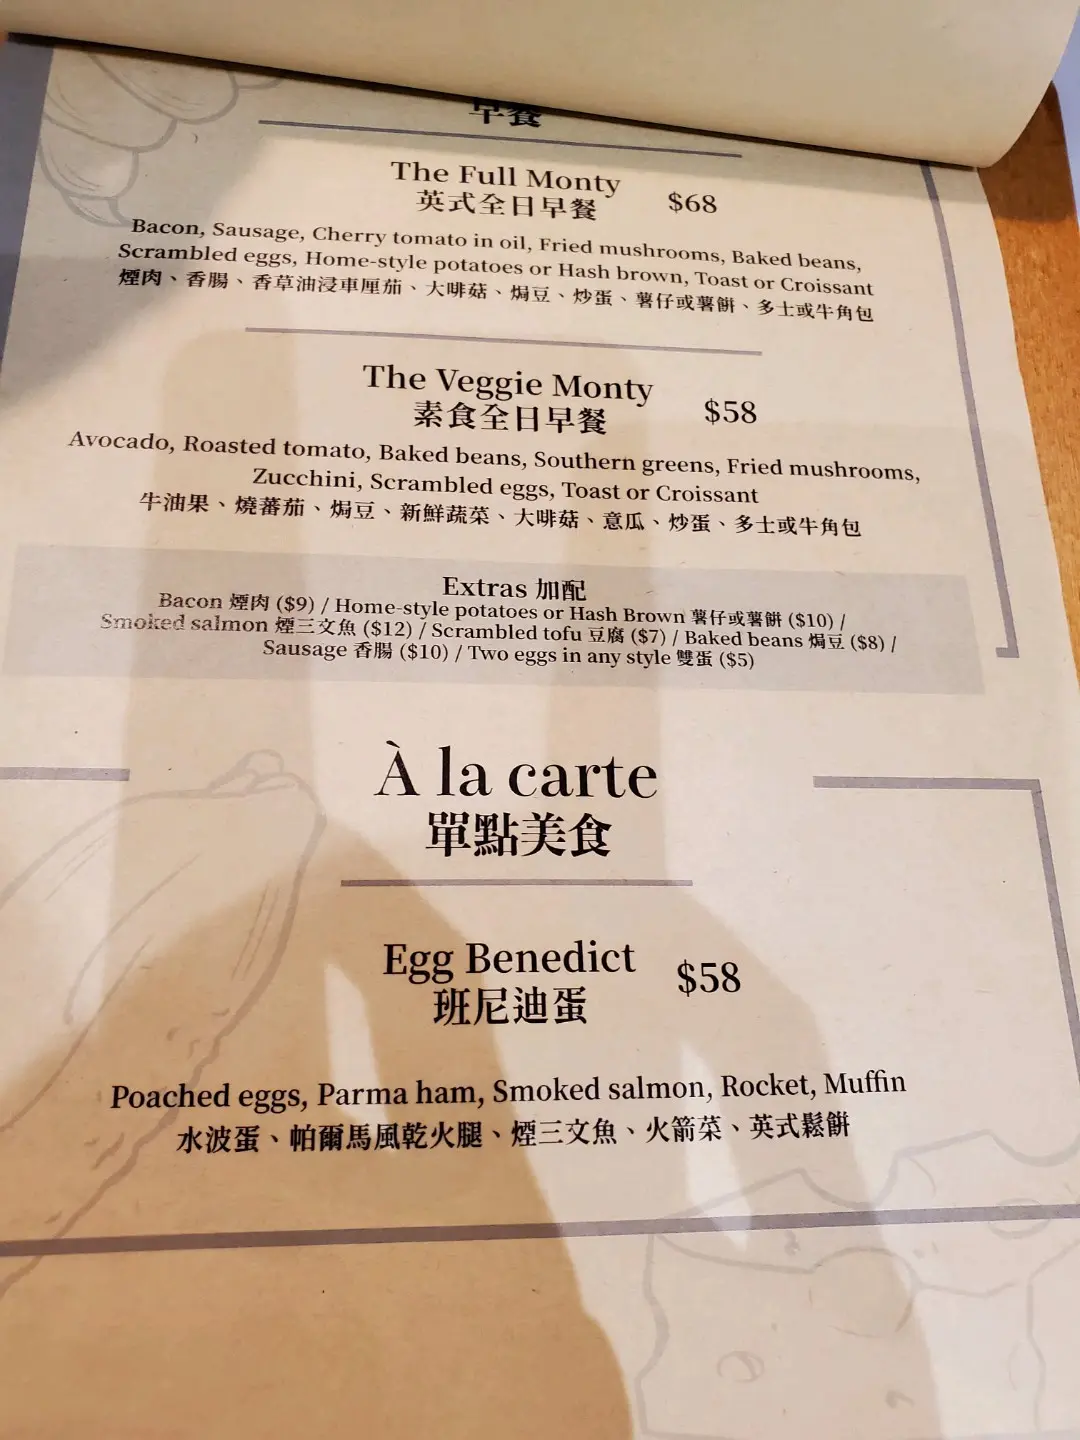 早餐
The Full Monty $68
英式全日早餐
Bacon, Sausage, Cherry tomato in oil, Fried mushrooms, Baked beans,
Scrambled eggs, Home-style potatoes or Hash brown, Toast or Croissant
煙肉、香腸、香草油浸車厘茄、大啡菇、焗豆、炒蛋、薯仔或薯餅、多士或牛角包
The Veggie Monty $58
素食全日早餐
Avocado, Roasted tomato, Baked beans, Southern greens, Fried mushrooms,
Zucchini, Scrambled eggs, Toast or Croissant
牛油果、燒蕃茄、焗豆、新鮮蔬菜、大啡菇、意瓜、炒蛋、多士或牛角包
Extras 加配
Bacon 煙肉 ($9) / Home-style potatoes or Hash Brown 薯仔或薯餅 ($10) /
Smoked salmon 煙三文魚 ($12) / Scrambled tofu 豆腐 ($7) / Baked beans 焗豆 ($8) /
Sausage 香腸 ($10) / Two eggs in any style 雙蛋 ($5)
À la carte
單點美食
Egg Benedict $58
班尼迪蛋
Poached eggs, Parma ham, Smoked salmon, Rocket, Muffin
水波蛋、帕爾馬風乾火腿、煙三文魚、火箭菜、英式鬆餅